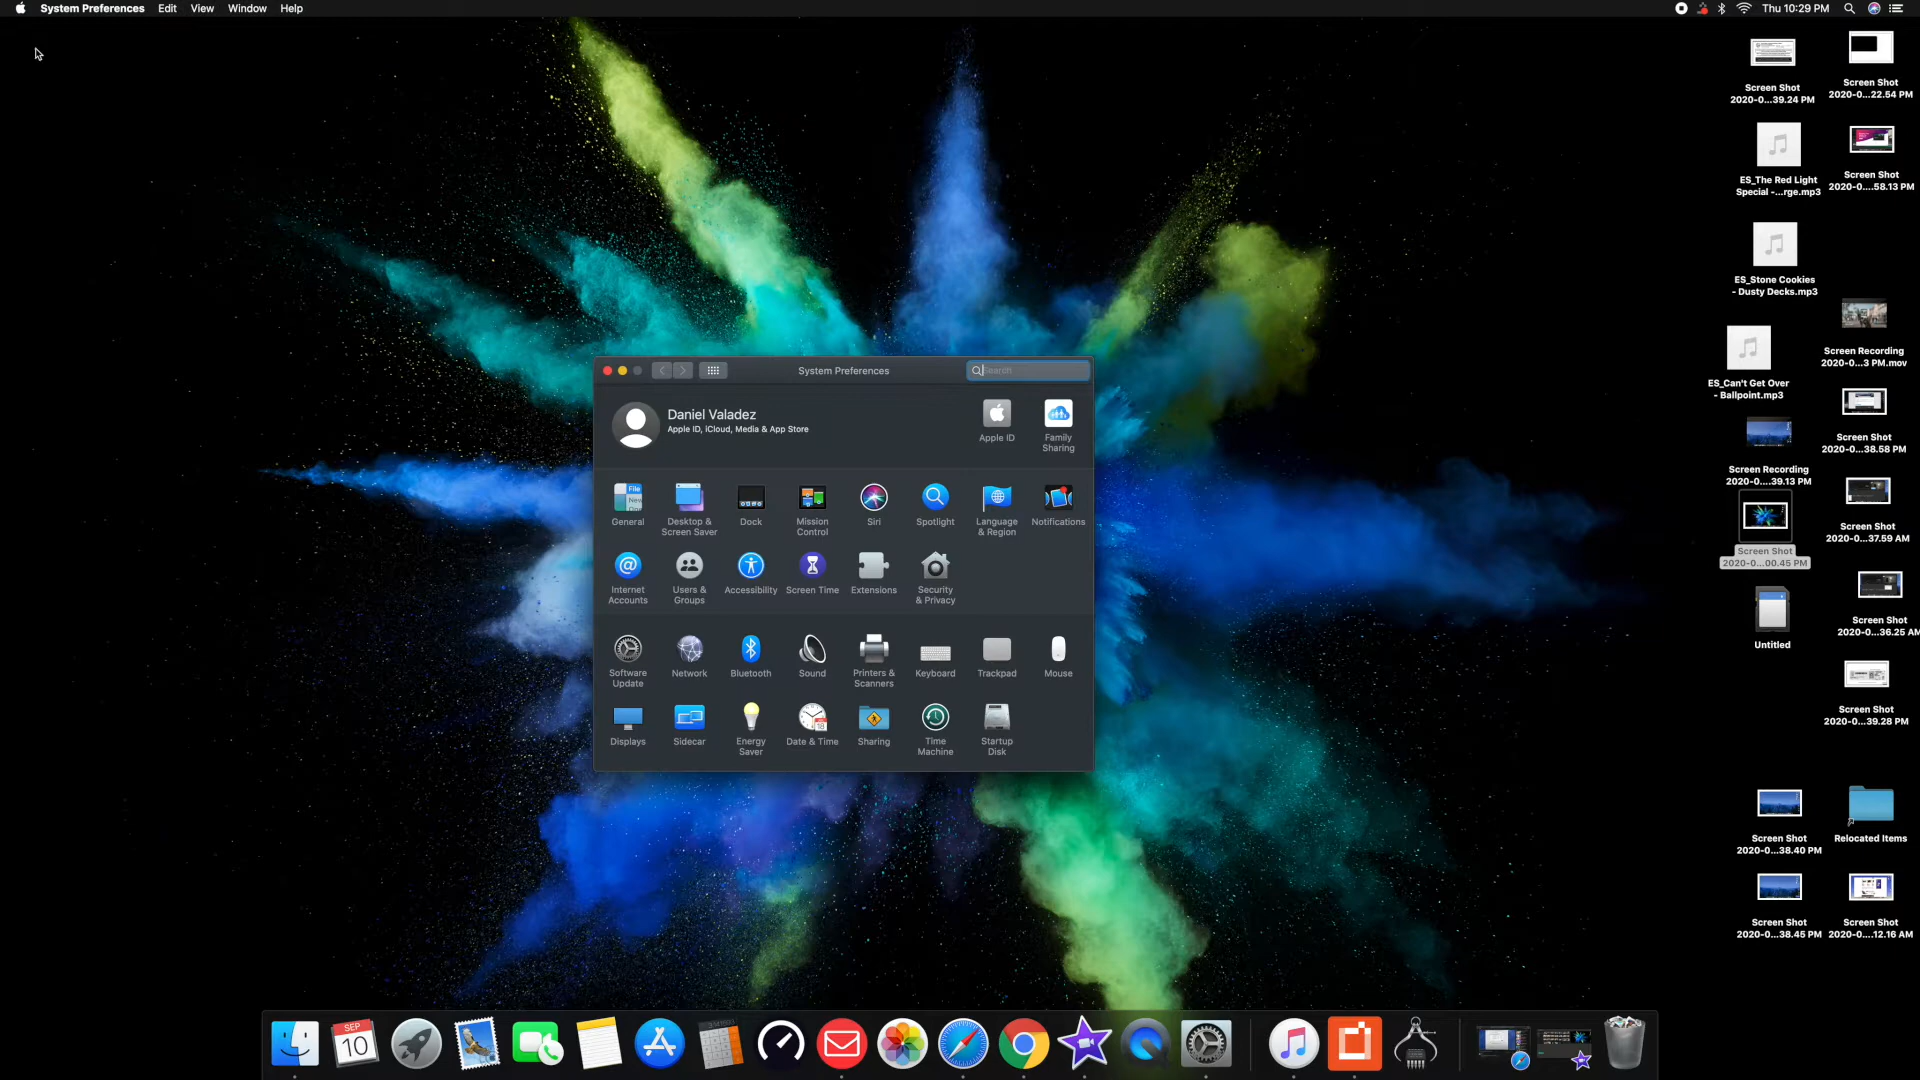 System Preferences Edit View Window Help
Thu 10:29 PM
Screen Shot
2020-0...39.24 PM
Screen Shot
2020-0...22.54 PM
ES_The Red Light
Special -...rge.mp3
Screen Shot
2020-0....58.13 PM
ES_Stone Cookies
- Dusty Decks.mp3
ES_Can't Get Over
- Ballpoint.mp3
Screen Recording
2020-0...3 PM.mov
Screen Recording
2020-0...39.13 PM
Screen Shot
2020-0...38.58 PM
Screen Shot
2020-0...00.45 PM
Screen Shot
2020-0...37.59 AM
Untitled
Screen Shot
2020-0...36.25 AM
Screen Shot
2020-0...39.28 PM
Screen Shot
2020-0...38.40 PM
Relocated Items
Screen Shot
2020-0...38.45 PM
Screen Shot
2020-0....12.16 AM
System Preferences
Search
Daniel Valadez
Apple ID, iCloud, Media & App Store
Apple ID
Family
Sharing
File
New
General
Desktop &
Screen Saver
Dock
Mission
Control
Siri
Spotlight
Language
& Region
Notifications
Internet
Accounts
Users &
Groups
Accessibility
Screen Time
Extensions
Security
& Privacy
Software
Update
Network
Bluetooth
Sound
Printers &
Scanners
Keyboard
Trackpad
Mouse
Displays
Sidecar
Energy
Saver
Date & Time
Sharing
Time
Machine
Startup
Disk
SEP
10